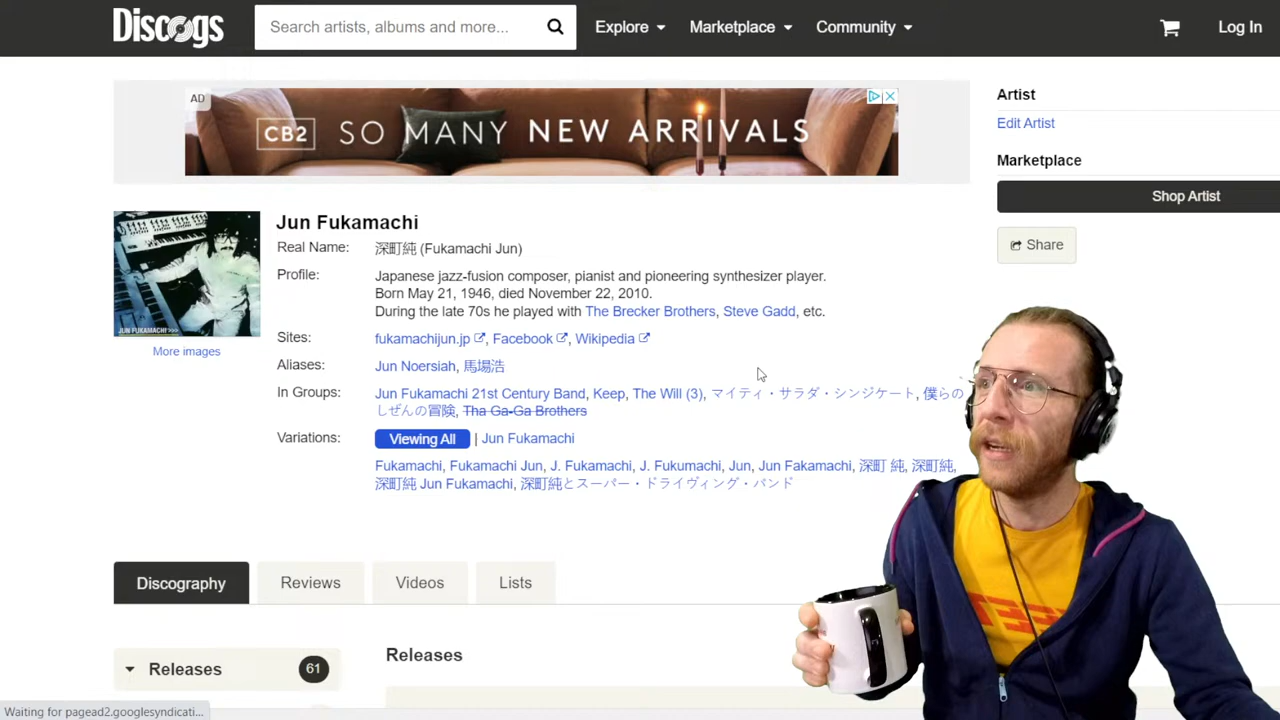 Discogs
Search artists, albums and more...
Explore
Marketplace
Community
Log In
AD
CB2
SO MANY NEW ARRIVALS
Artist
Edit Artist
Marketplace
Shop Artist
Share
JUN FUKAMACHI >>>
More images
Jun Fukamachi
Real Name: 深町純 (Fukamachi Jun)
Profile: Japanese jazz-fusion composer, pianist and pioneering synthesizer player.
Born May 21, 1946, died November 22, 2010.
During the late 70s he played with The Brecker Brothers, Steve Gadd, etc.
Sites: fukamachijun.jp, Facebook, Wikipedia
Aliases: Jun Noersiah, 馬場浩
In Groups: Jun Fukamachi 21st Century Band, Keep, The Will (3), マイティ・サラダ・シンジケート, 僕らの
しぜんの冒険, Tha Ga-Ga Brothers
Variations: Viewing All | Jun Fukamachi
Fukamachi, Fukamachi Jun, J. Fukamachi, J. Fukumachi, Jun, Jun Fakamachi, 深町 純, 深町純,
深町純 Jun Fukamachi, 深町純とスーパー・ドライヴィング・バンド
Discography
Reviews
Videos
Lists
Releases 61
Releases
Waiting for pagead2.googlesyndicati...